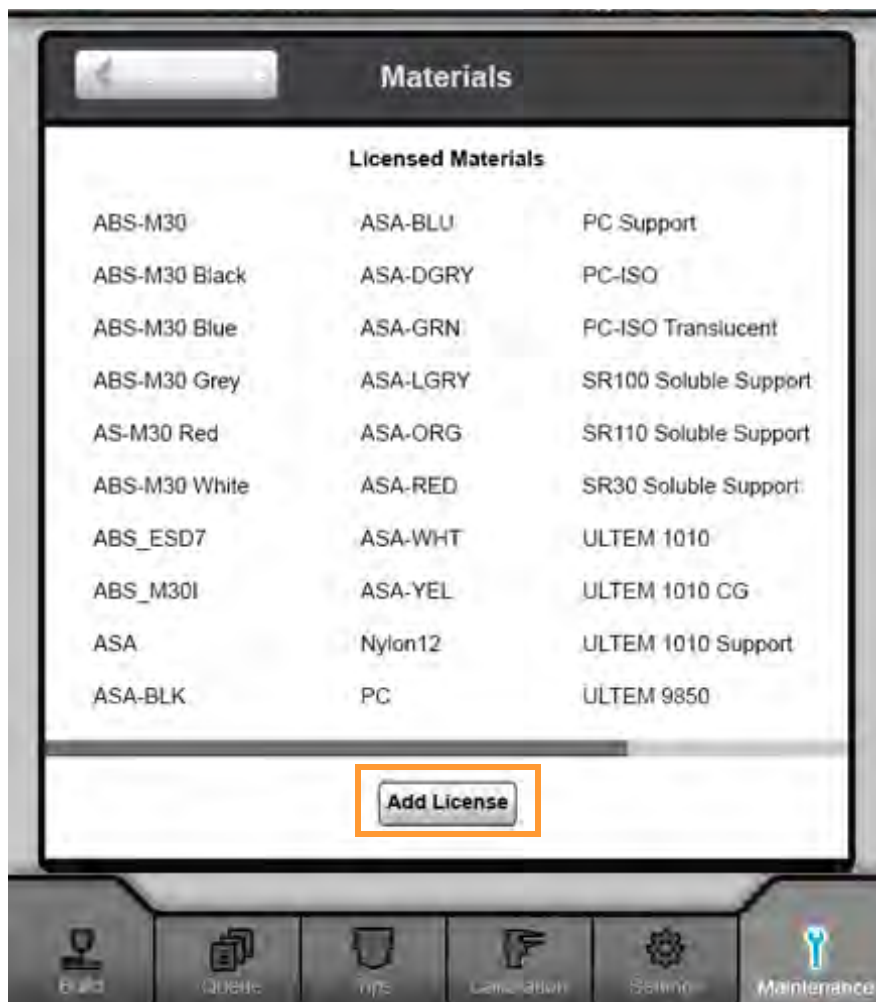 Materials
Licensed Materials
ABS-M30 ASA-BLU PC Support
ABS-M30 Black ASA-DGRY PC-ISO
ABS-M30 Blue ASA-GRN PC-ISO Translucent
ABS-M30 Grey ASA-LGRY SR100 Soluble Support
AS-M30 Red ASA-ORG SR110 Soluble Support
ABS-M30 White ASA-RED SR30 Soluble Support
ABS_ESD7 ASA-WHT ULTEM 1010
ABS_M30I ASA-YEL ULTEM 1010 CG
ASA Nylon12 ULTEM 1010 Support
ASA-BLK PC ULTEM 9850
Add License
Build Queue Tips Calibration Settings Maintenance